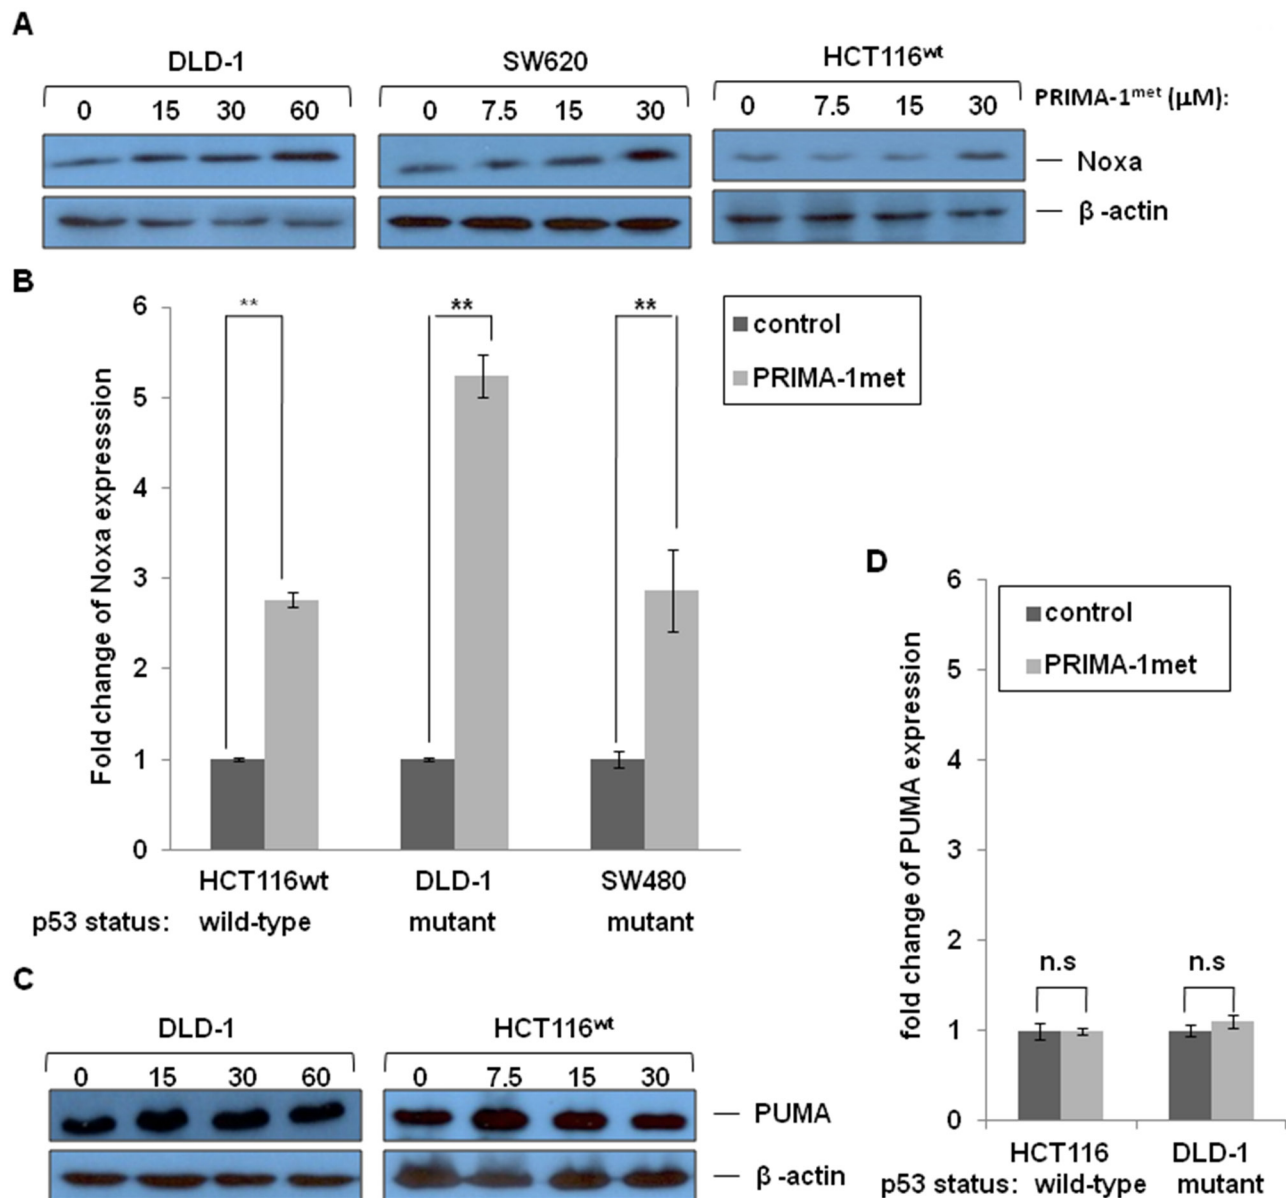 A
DLD-1 SW620 HCT116wt
0 15 30 60 0 7.5 15 30 0 7.5 15 30 PRIMA-1met (µM):
Noxa
β -actin
B
Fold change of Noxa expresssion
6
5
4
3
2
1
0
** ** **
control
PRIMA-1met
HCT116wt DLD-1 SW480
p53 status: wild-type mutant mutant
C
DLD-1 HCT116wt
0 15 30 60 0 7.5 15 30
PUMA
β -actin
D
fold change of PUMA expression
6
5
4
3
2
1
0
control
PRIMA-1met
n.s n.s
HCT116 DLD-1
p53 status: wild-type mutant